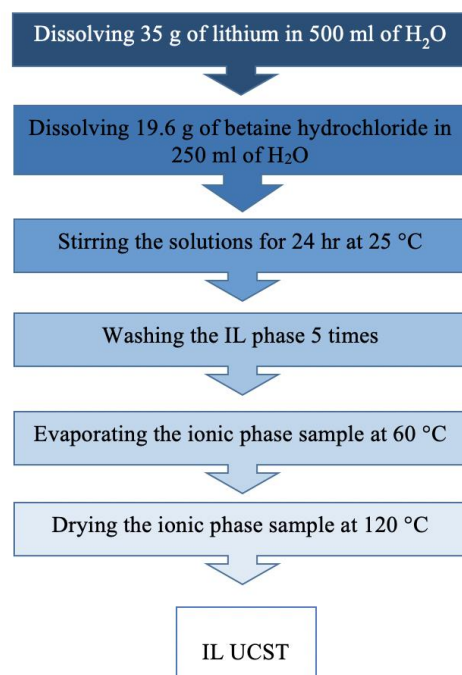 Dissolving 35 g of lithium in 500 ml of H₂O
Dissolving 19.6 g of betaine hydrochloride in
250 ml of H2O
Stirring the solutions for 24 hr at 25 °C
Washing the IL phase 5 times
Evaporating the ionic phase sample at 60 °C
Drying the ionic phase sample at 120 °C
IL UCST